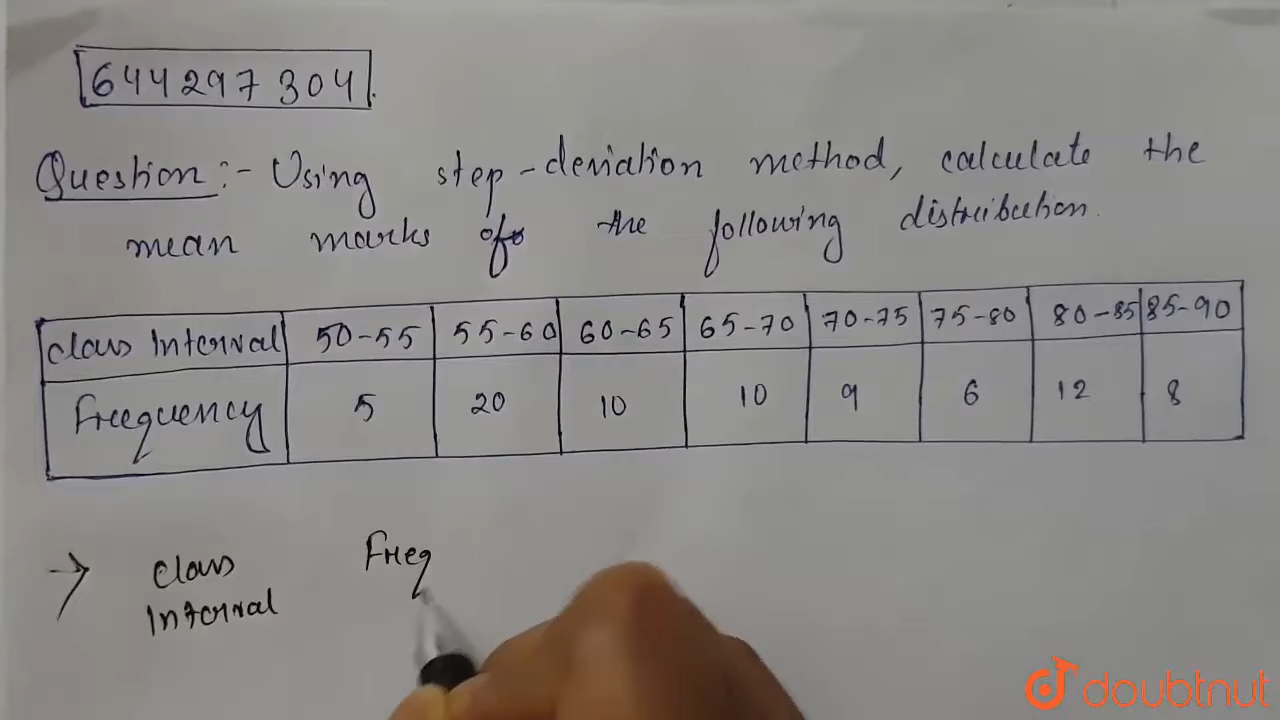 644297304.
Question:- Using step-deviation method, calculate the
mean marks of the following distribution.
Class Interval 50-55 55-60 60-65 65-70 70-75 75-80 80-85 85-90
Frequency 5 20 10 10 9 6 12 8
→ Class Freq
Interval
doubtnut